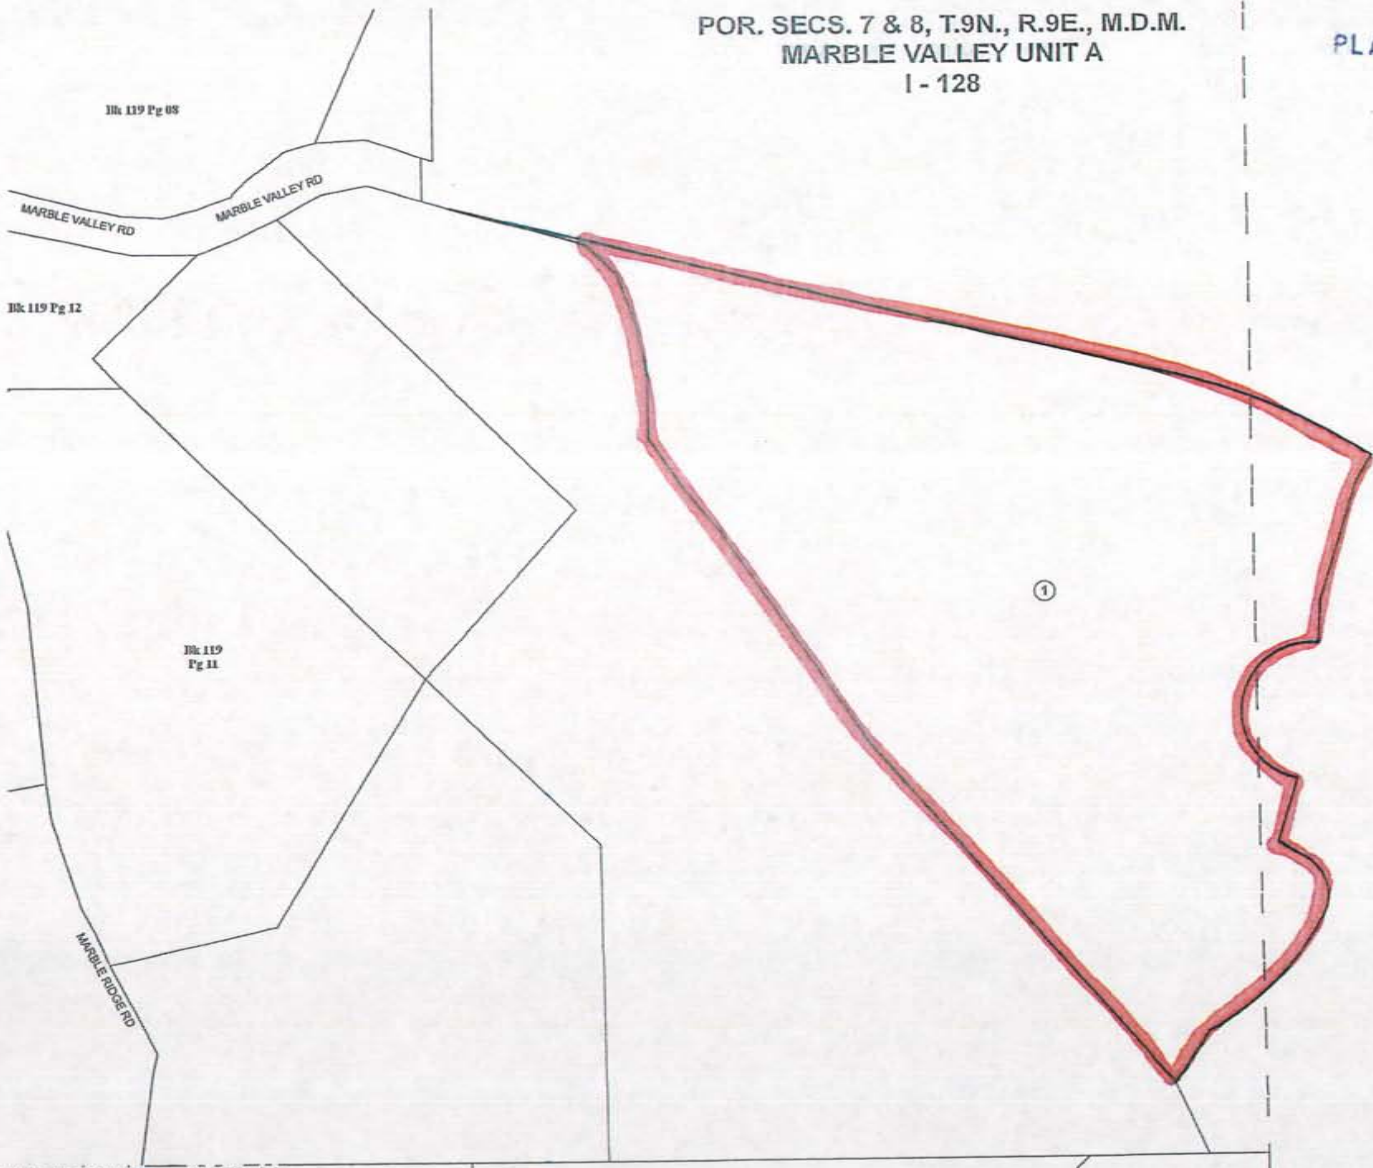 POR. SECS. 7 & 8, T.9N., R.9E., M.D.M.
MARBLE VALLEY UNIT A
I - 128
Bk 119 Pg 08
MARBLE VALLEY RD
MARBLE VALLEY RD
Bk 119 Pg 12
1
Bk 119
Pg 11
MARBLE RIDGE RD